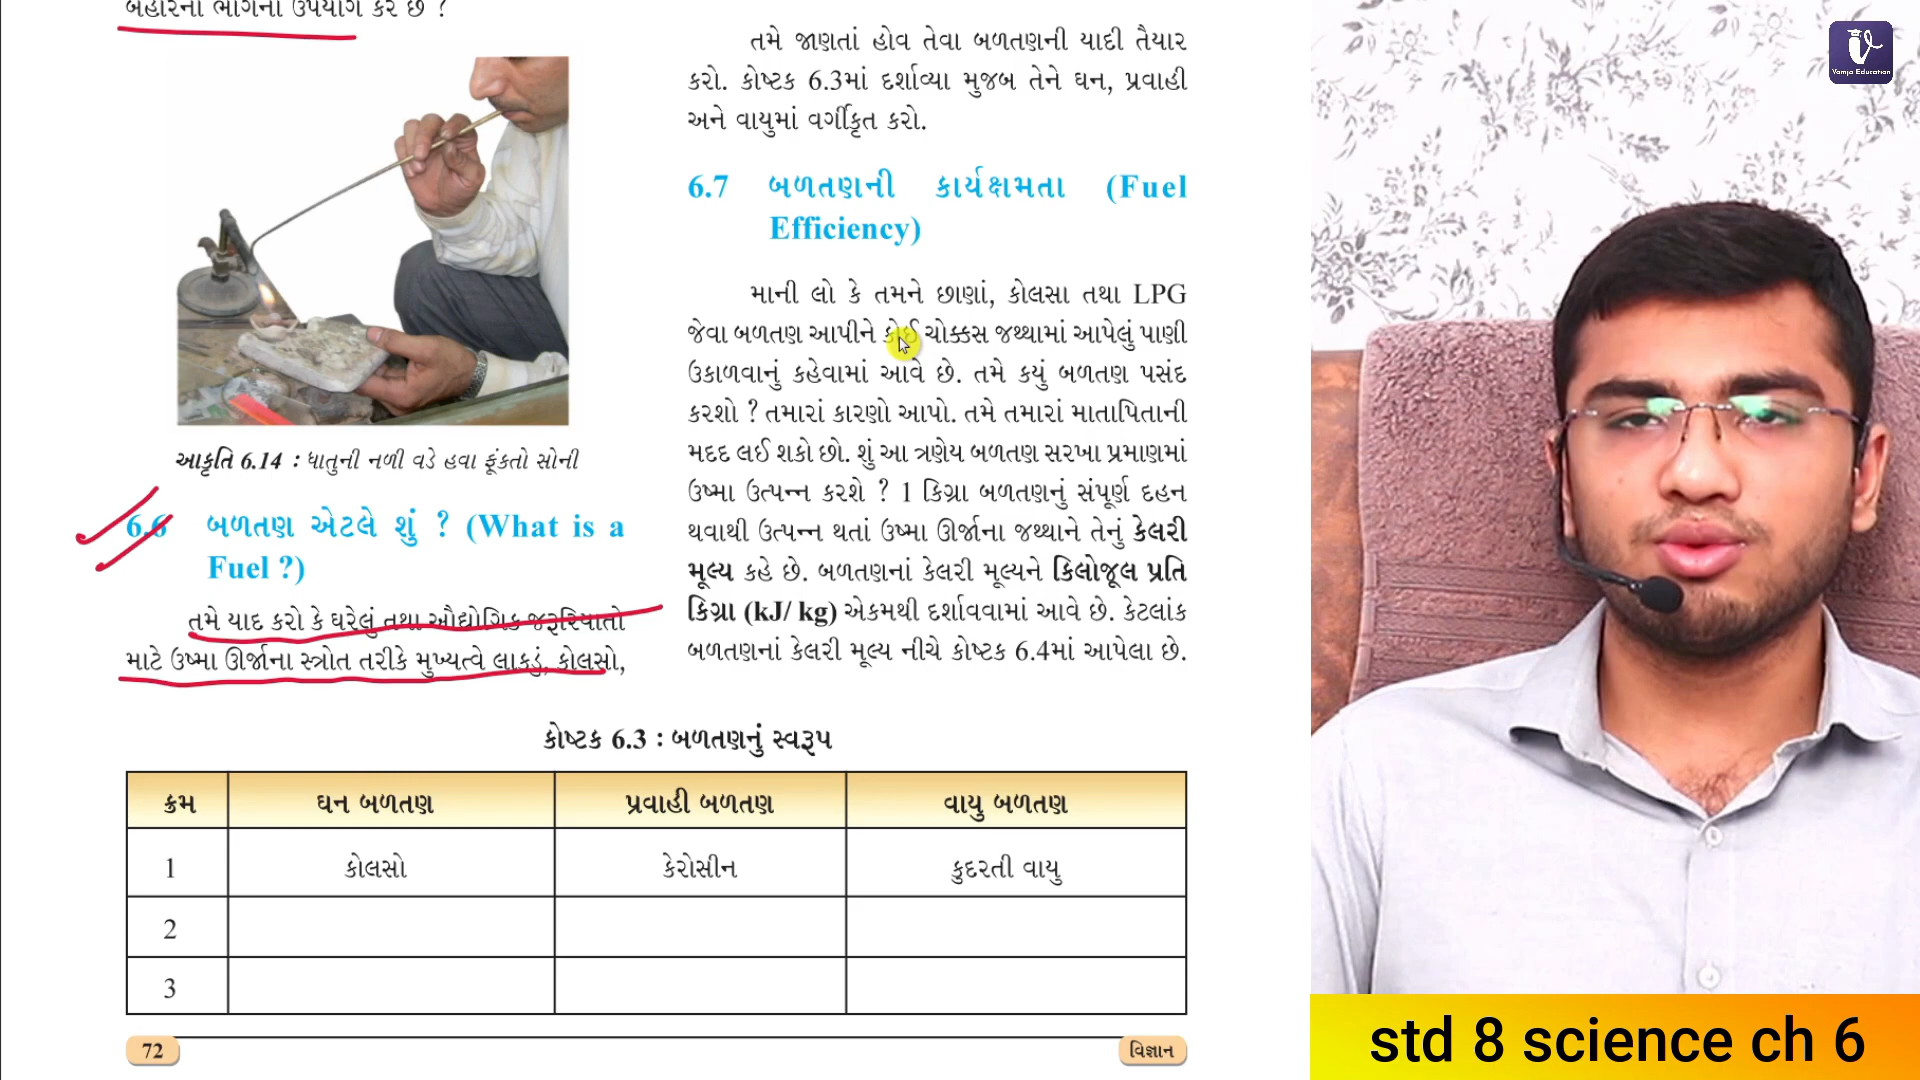 બહારના ભાગનો ઉપયોગ કરે છે ?
આકૃતિ 6.14 : ધાતુની નળી વડે હવા ફૂંકતો સોની
6.6 બળતણ એટલે શું ? (What is a
Fuel ?)
તમે યાદ કરો કે ઘરેલું તથા ઔદ્યોગિક જરૂરિયાતો
માટે ઉષ્મા ઊર્જાના સ્ત્રોત તરીકે મુખ્યત્વે લાકડું, કોલસો,
તમે જાણતાં હોવ તેવા બળતણની યાદી તૈયાર
કરો. કોષ્ટક 6.3માં દર્શાવ્યા મુજબ તેને ઘન, પ્રવાહી
અને વાયુમાં વર્ગીકૃત કરો.
6.7 બળતણની કાર્યક્ષમતા (Fuel
Efficiency)
માની લો કે તમને છાણાં, કોલસા તથા LPG
જેવા બળતણ આપીને કોઈ ચોક્કસ જથ્થામાં આપેલું પાણી
ઉકાળવાનું કહેવામાં આવે છે. તમે કયું બળતણ પસંદ
કરશો ? તમારાં કારણો આપો. તમે તમારાં માતાપિતાની
મદદ લઈ શકો છો. શું આ ત્રણેય બળતણ સરખા પ્રમાણમાં
ઉષ્મા ઉત્પન્ન કરશે ? 1 કિગ્રા બળતણનું સંપૂર્ણ દહન
થવાથી ઉત્પન્ન થતાં ઉષ્મા ઊર્જાના જથ્થાને તેનું કેલરી
મૂલ્ય કહે છે. બળતણનાં કેલરી મૂલ્યને કિલોજૂલ પ્રતિ
કિગ્રા (kJ/ kg) એકમથી દર્શાવવામાં આવે છે. કેટલાંક
બળતણનાં કેલરી મૂલ્ય નીચે કોષ્ટક 6.4માં આપેલા છે.
કોષ્ટક 6.3 : બળતણનું સ્વરૂપ
ક્રમ ઘન બળતણ પ્રવાહી બળતણ વાયુ બળતણ
1 કોલસો કેરોસીન કુદરતી વાયુ
2
3
72 વિજ્ઞાન
Vamja Education
std 8 science ch 6